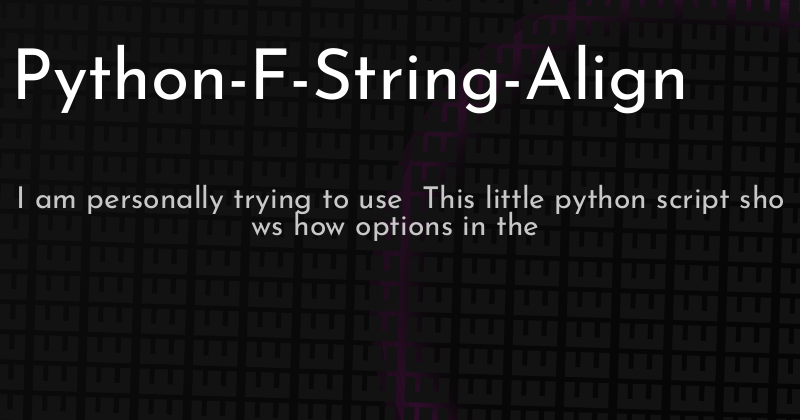 Python-F-String-Align
I am personally trying to use  This little python script sho
ws how options in the